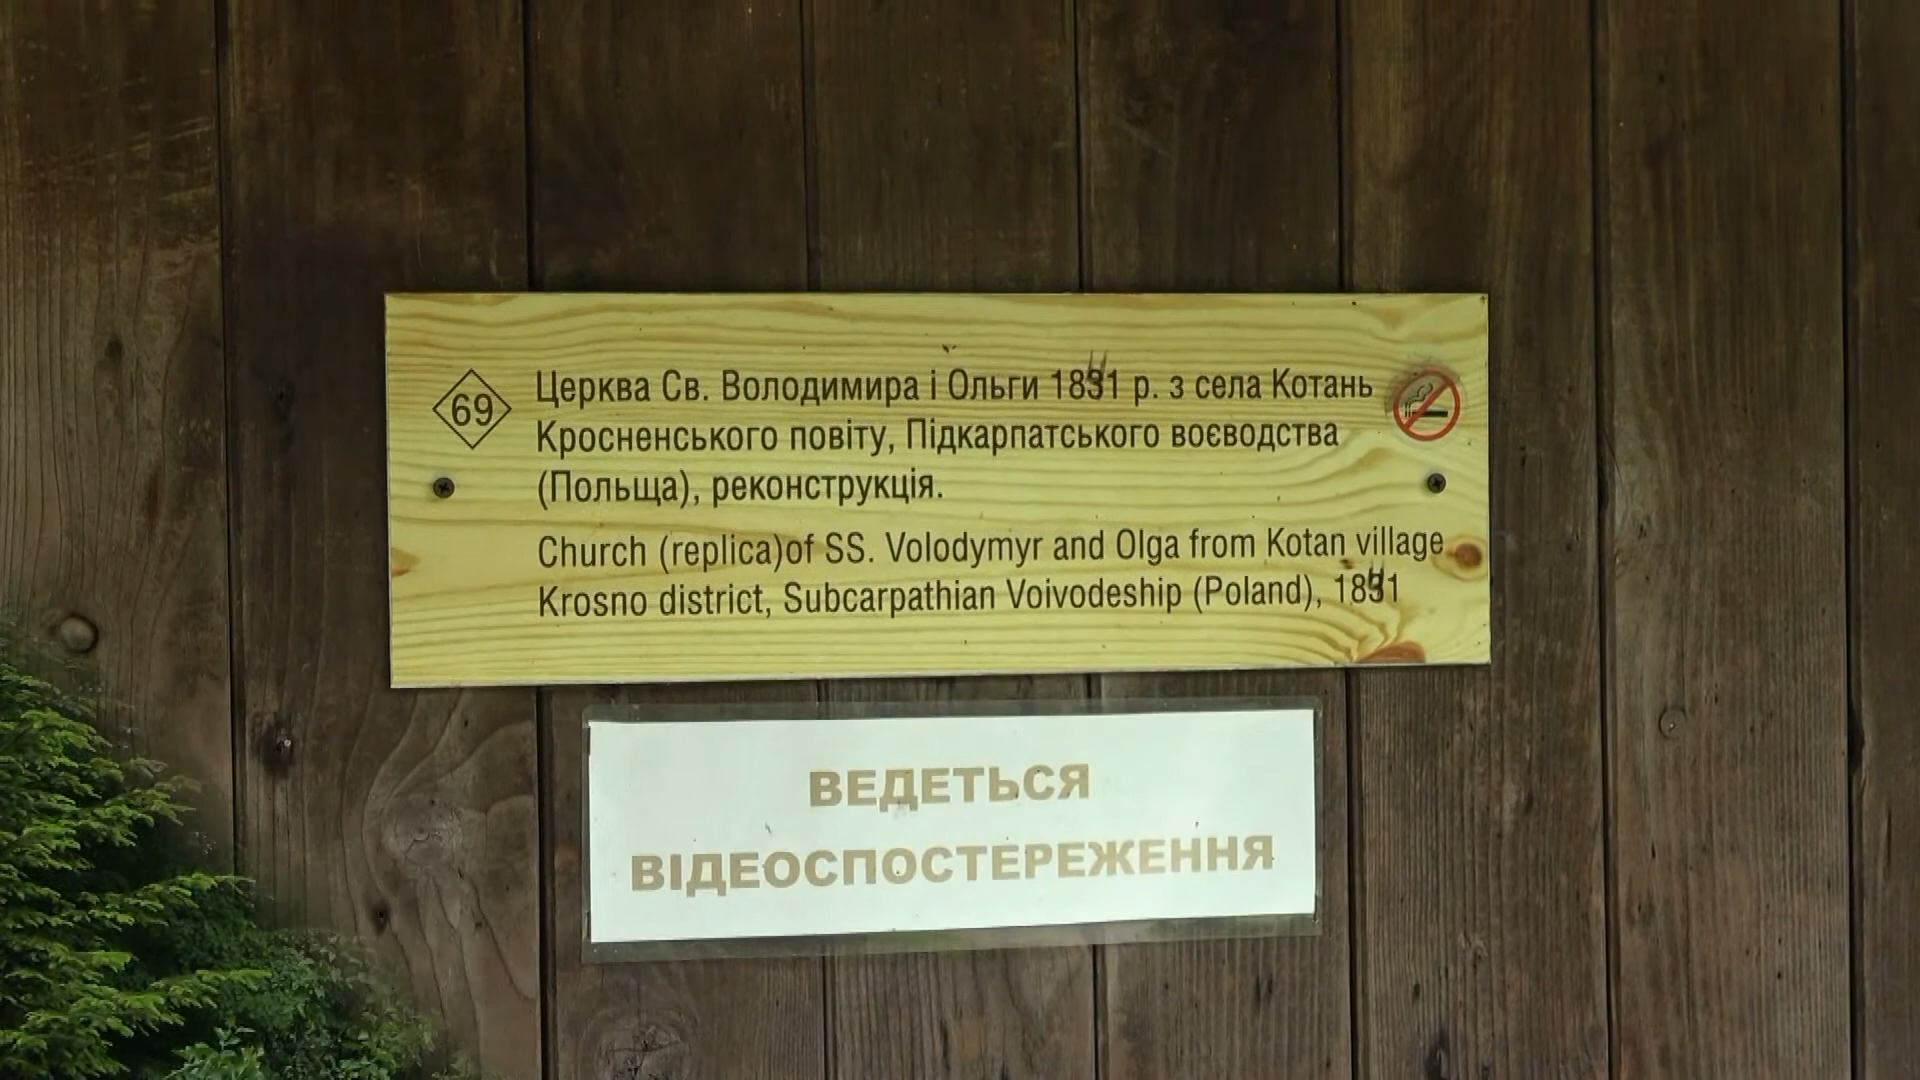 69
Церква Св. Володимира і Ольги 1831 р. з села Котань
Кросненського повіту, Підкарпатського воєводства
(Польща), реконструкція.
Church (replica)of SS. Volodymyr and Olga from Kotan village
Krosno district, Subcarpathian Voivodeship (Poland), 1831
ВЕДЕТЬСЯ
ВІДЕОСПОСТЕРЕЖЕННЯ